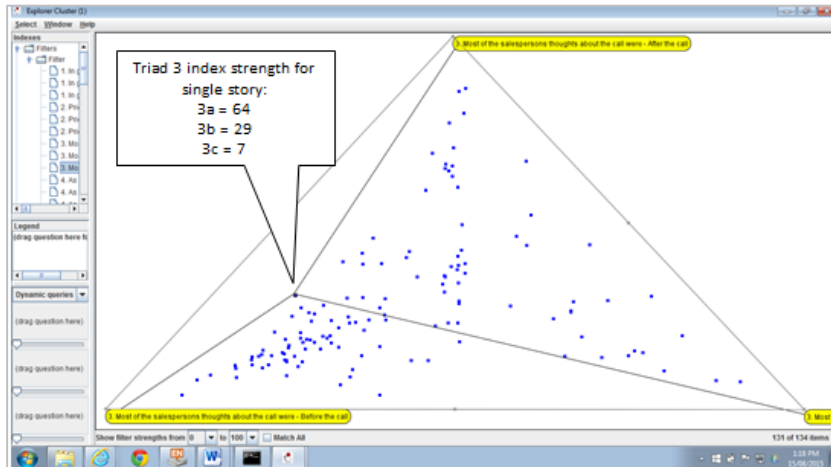 Explorer Cluster (1)
Select Window Help
Indexes
Filters
Filter
1. In
1. In
1. In
2. Pri
2. Pri
3. Mo
3. Mo
3. Mo
4. As
4. As
Legend
(drag question here fo
Dynamic queries
(drag question here)
(drag question here)
(drag question here)
3. Most of the salespersons thoughts about the call were - After the call
Triad 3 index strength for
single story:
3a = 64
3b = 29
3c = 7
3. Most of the salespersons thoughts about the call were - Before the call
3. Most
Show filter strengths from 0 to 100 Match All
131 of 134 items
1:18 PM
15/08/2015